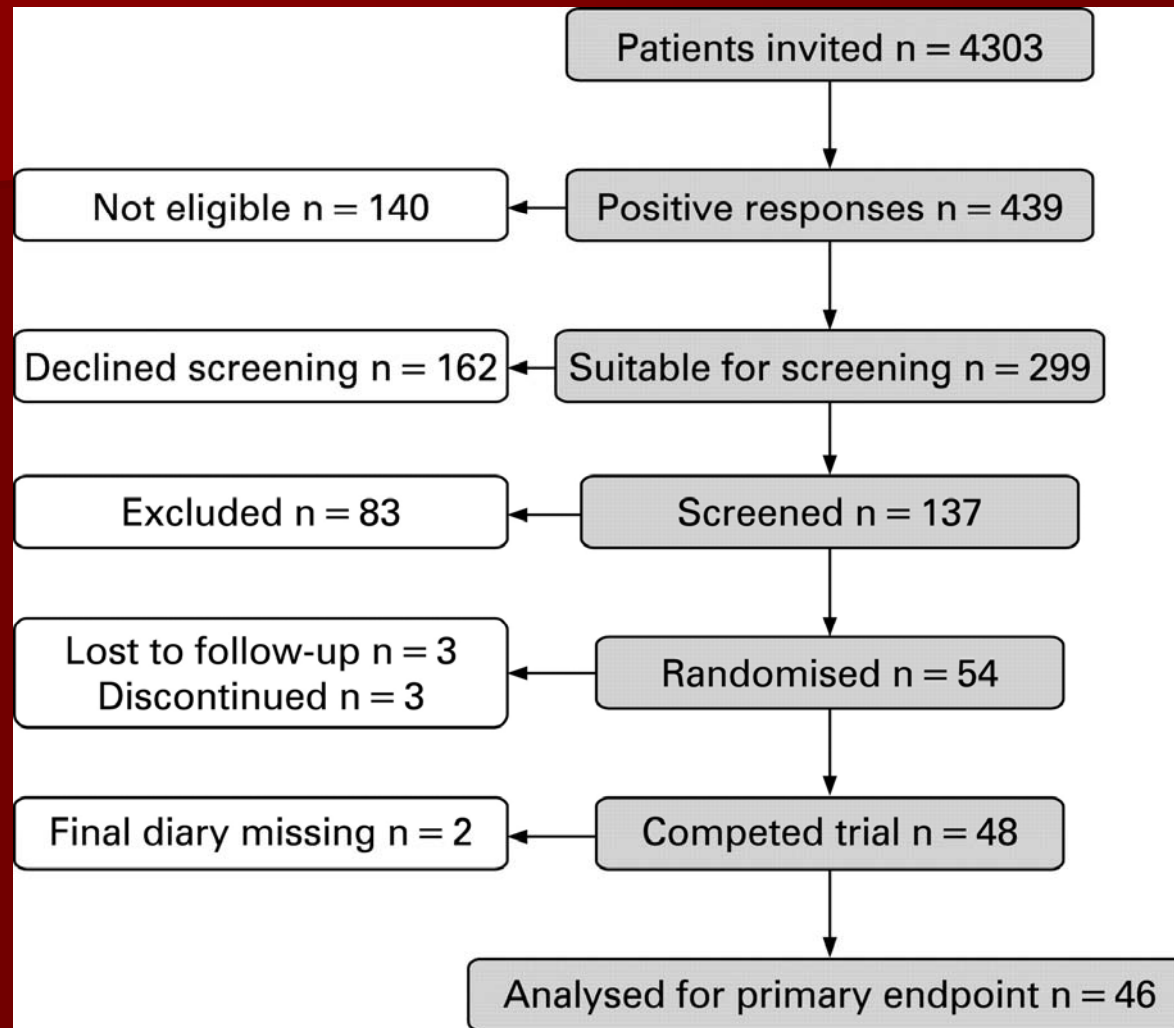 Patients invited n = 4303
Not eligible n = 140
Positive responses n = 439
Declined screening n = 162
Suitable for screening n = 299
Excluded n = 83
Screened n = 137
Lost to follow-up n = 3
Discontinued n = 3
Randomised n = 54
Final diary missing n = 2
Competed trial n = 48
Analysed for primary endpoint n = 46